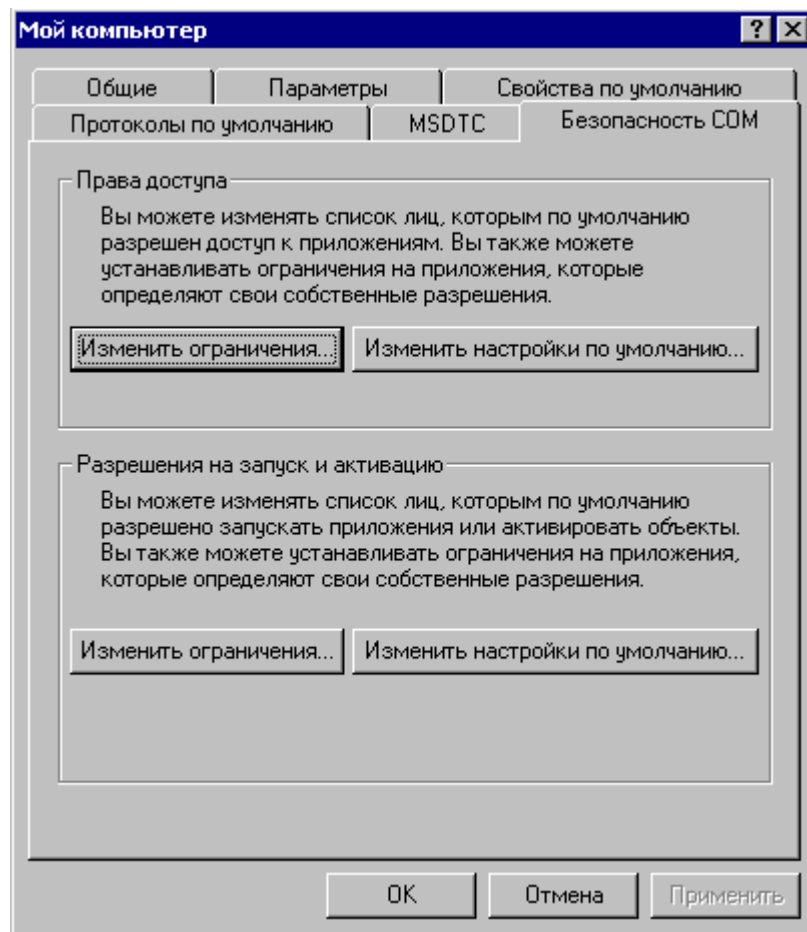 Мой компьютер
Общие Параметры Свойства по умолчанию
Протоколы по умолчанию MSDTC Безопасность COM
Права доступа
Вы можете изменять список лиц, которым по умолчанию
разрешен доступ к приложениям. Вы также можете
устанавливать ограничения на приложения, которые
определяют свои собственные разрешения.
Изменить ограничения... Изменить настройки по умолчанию...
Разрешения на запуск и активацию
Вы можете изменять список лиц, которым по умолчанию
разрешено запускать приложения или активировать объекты.
Вы также можете устанавливать ограничения на приложения,
которые определяют свои собственные разрешения.
Изменить ограничения... Изменить настройки по умолчанию...
OK Отмена Применить